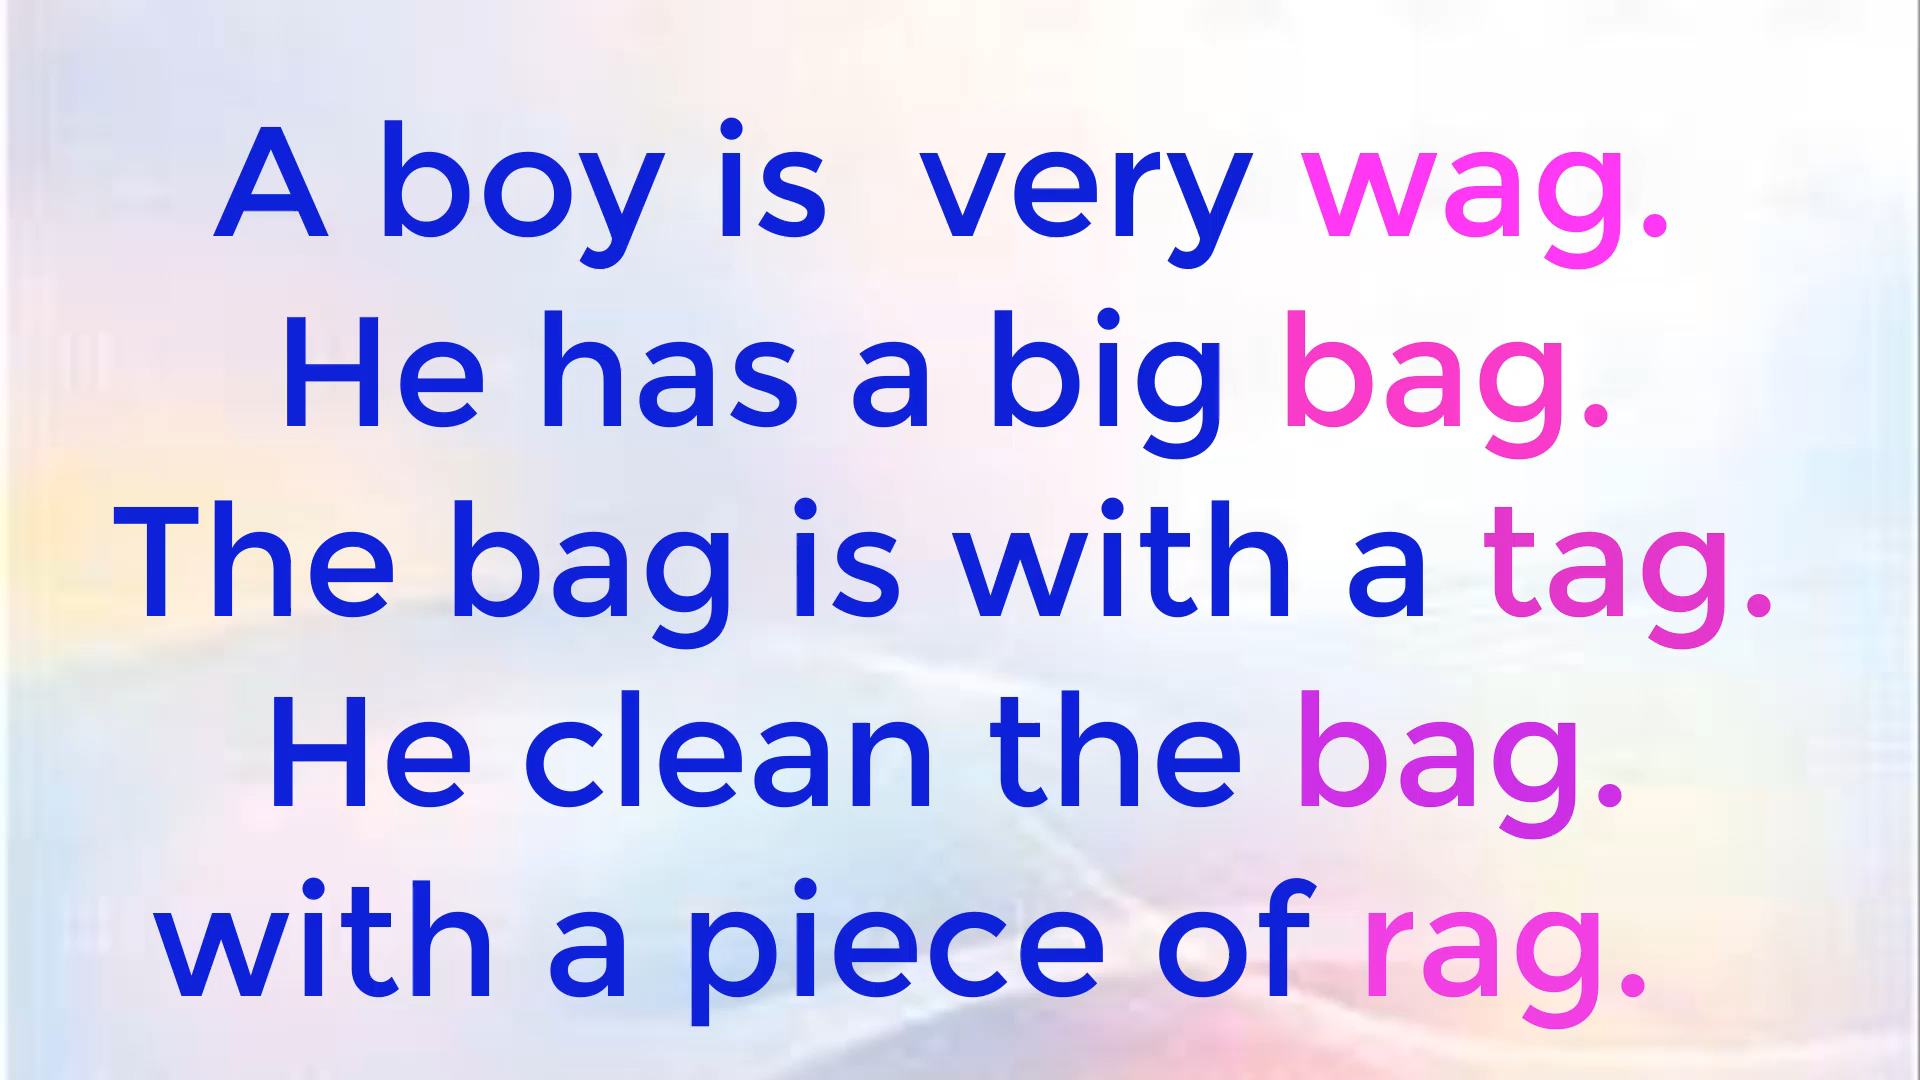 A boy is  very wag.
He has a big bag.
The bag is with a tag.
He clean the bag.
with a piece of rag.